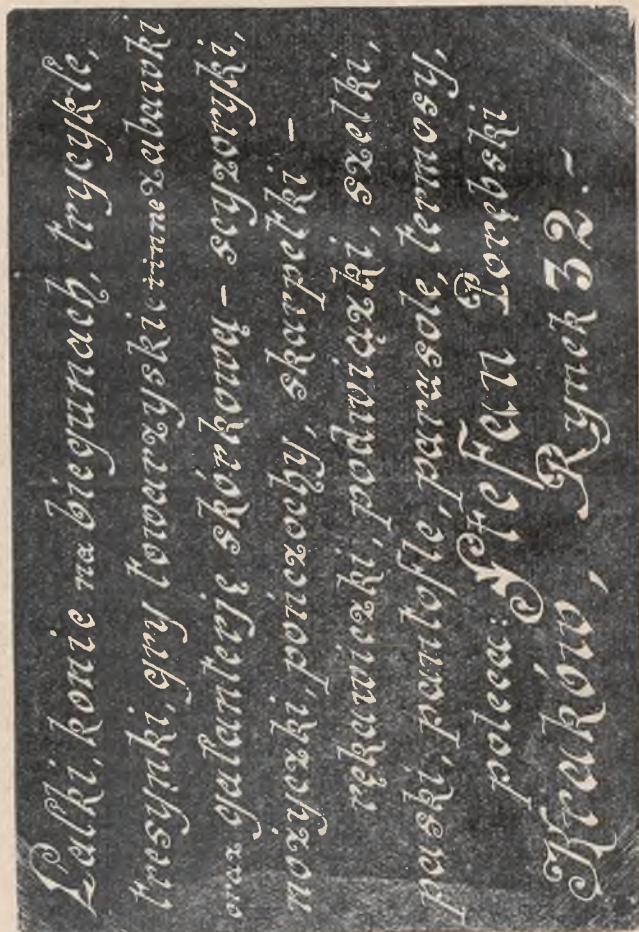 Lalki, konie na biegunach, trycykle,
tresynki, gry towarzyskie i inne zabawki
oraz galanterję skórkową – scyzoryki,
nożyczki, pończochy, skarpetki –
rękawiczki, podwiązki, szelki,
paski, pantofle, parasole, termosy,
poleca: Stefan Porębski
Kraków, Rynek 32.–